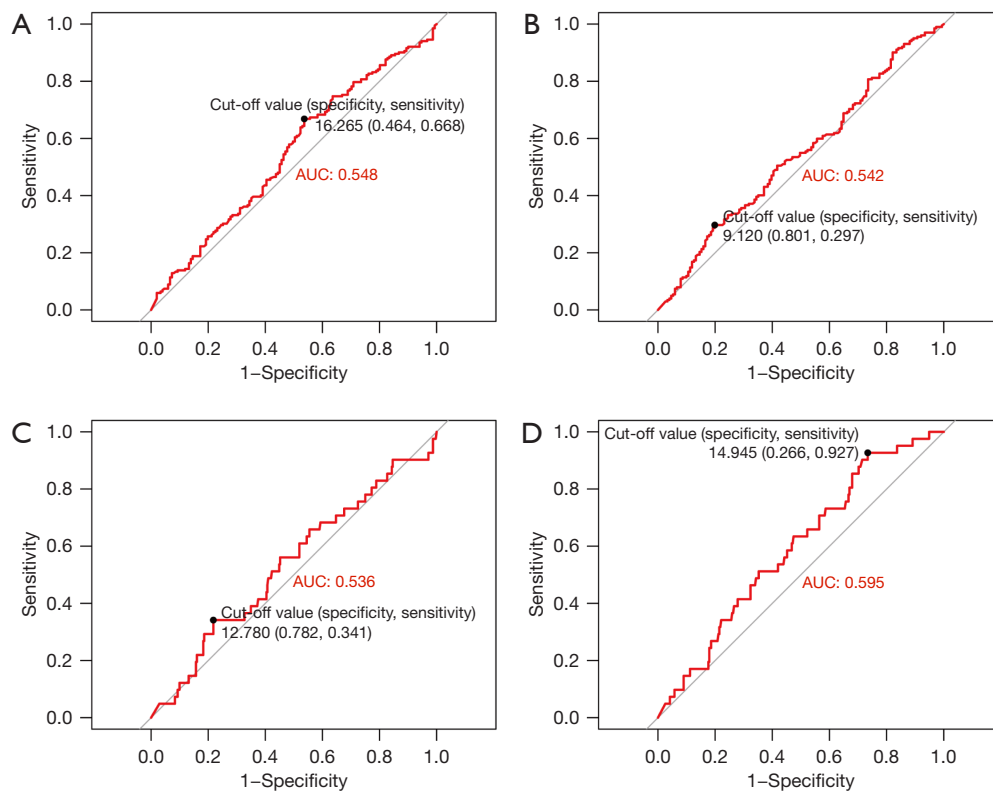 A
1.0
0.8
0.6
0.4
0.2
0.0
Sensitivity
Cut-off value (specificity, sensitivity)
16.265 (0.464, 0.668)
AUC: 0.548
0.0 0.2 0.4 0.6 0.8 1.0
1–Specificity
B
1.0
0.8
0.6
0.4
0.2
0.0
Sensitivity
AUC: 0.542
Cut-off value (specificity, sensitivity)
9.120 (0.801, 0.297)
0.0 0.2 0.4 0.6 0.8 1.0
1–Specificity
C
1.0
0.8
0.6
0.4
0.2
0.0
Sensitivity
AUC: 0.536
Cut-off value (specificity, sensitivity)
12.780 (0.782, 0.341)
0.0 0.2 0.4 0.6 0.8 1.0
1–Specificity
D
1.0
0.8
0.6
0.4
0.2
0.0
Sensitivity
Cut-off value (specificity, sensitivity)
14.945 (0.266, 0.927)
AUC: 0.595
0.0 0.2 0.4 0.6 0.8 1.0
1–Specificity